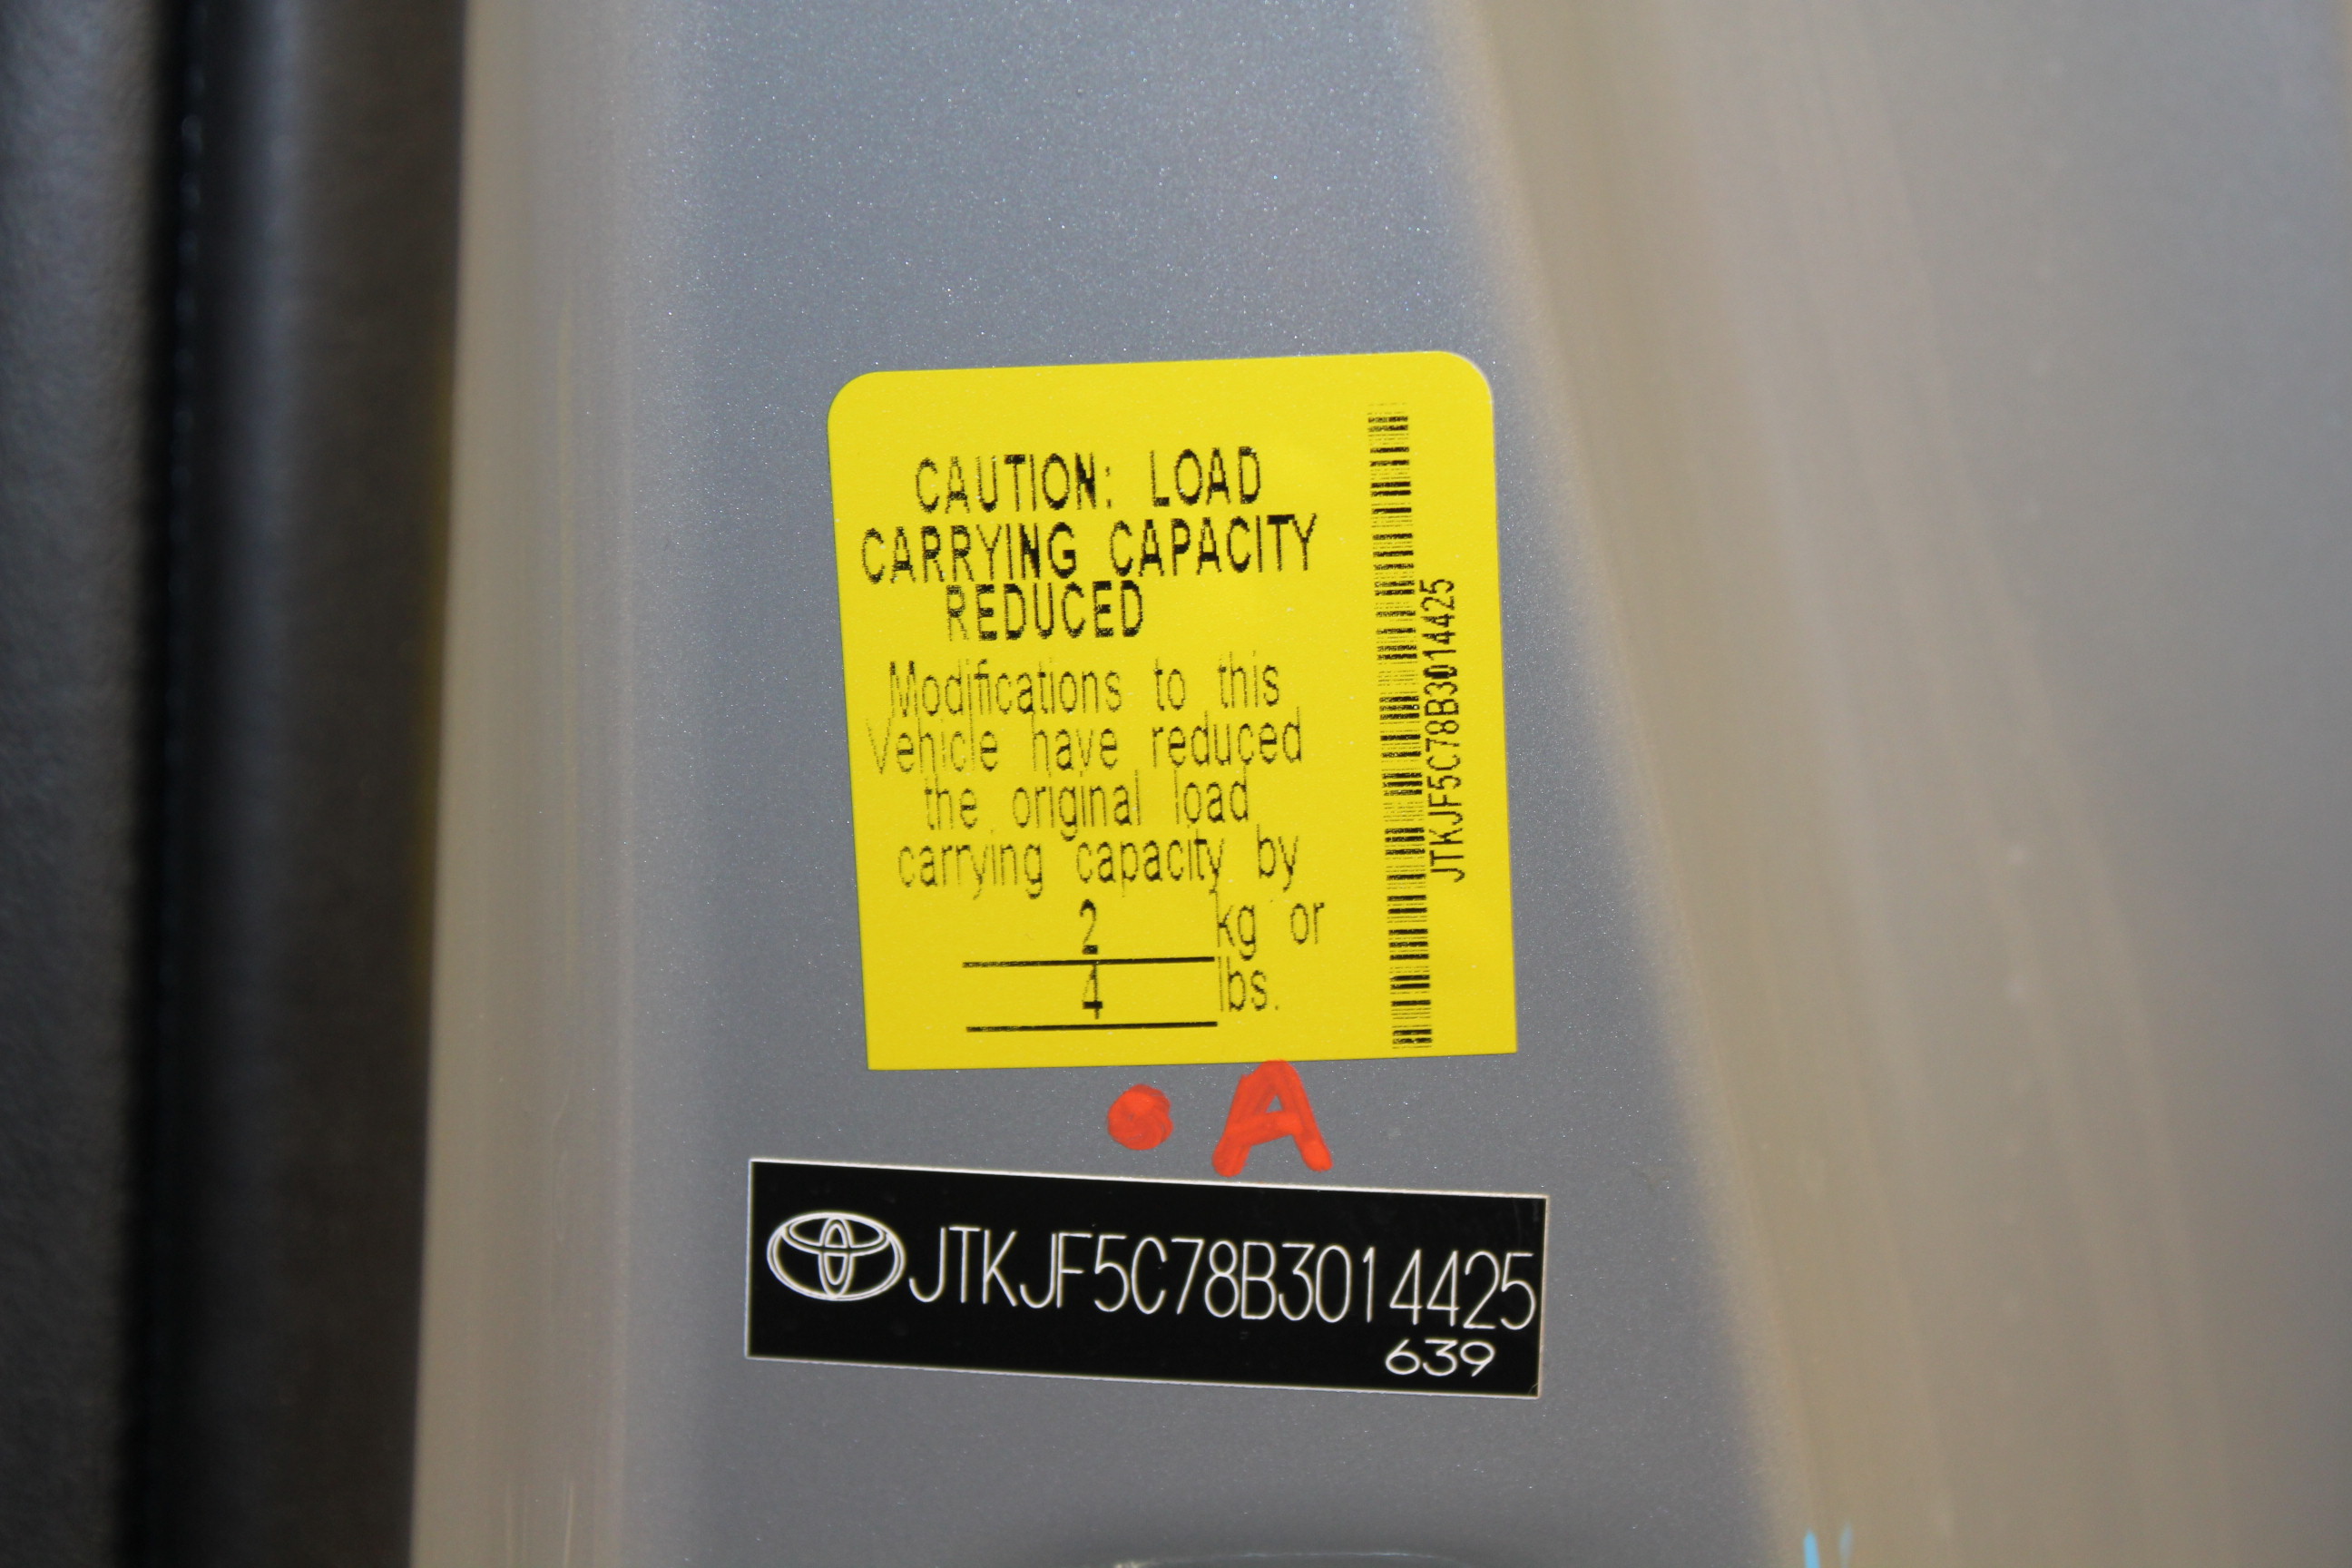 CAUTION: LOAD
CARRYING CAPACITY
REDUCED
Modifications to this
Vehicle have reduced
the original load
carrying capacity by
2 kg or
4 lbs.
JTKJF5C78B3014425
A
JTKJF5C78B3014425
639